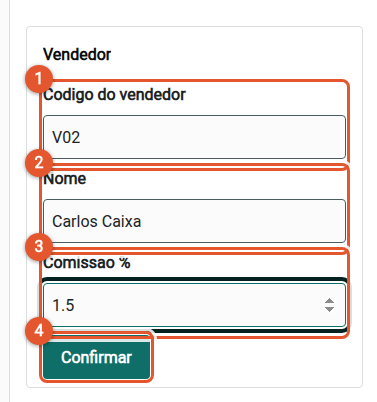 Vendedor
1
Codigo do vendedor
V02
2
Nome
Carlos Caixa
3
Comissao %
1.5
4
Confirmar